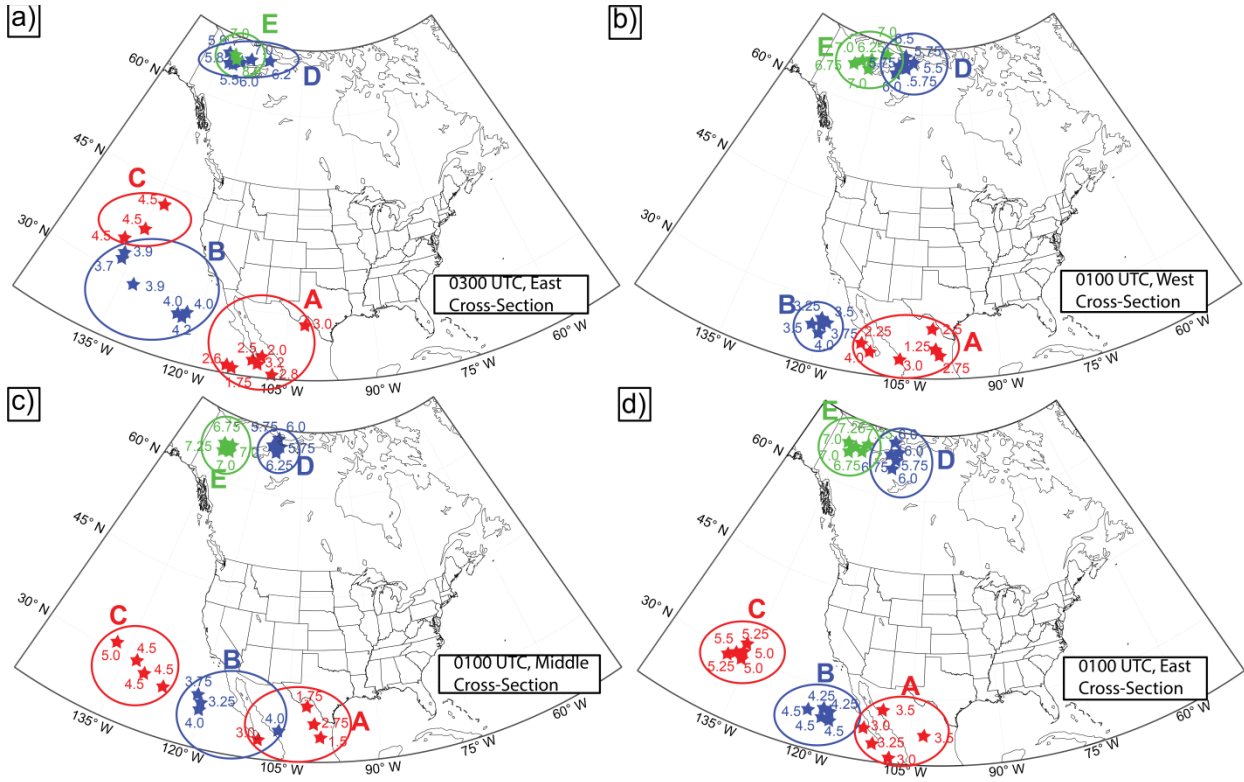 a)
E
7.0
5.9
7.0
5.8
6.2
D
5.5
6.0
60° N
45° N
C
4.5
4.5
4.5
30° N
B
3.9
3.7
3.9
4.0
4.0
4.2
A
3.0
2.0
2.5
2.6
3.2
1.75
2.8
0300 UTC, East
Cross-Section
135° W
120° W
105° W
90° W
75° W
60° W
b)
E
7.0
6.25
7.0
6.5
5.75
6.75
5.75
5.5
D
7.0
6.0
5.75
60° N
45° N
30° N
B
3.25
3.5
3.5
3.75
4.0
A
2.25
2.5
1.25
4.0
3.0
2.75
0100 UTC, West
Cross-Section
135° W
120° W
105° W
90° W
75° W
60° W
c)
6.75
5.75
6.0
7.25
7.0
5.75
7.0
6.25
D
E
60° N
45° N
30° N
C
5.0
4.5
4.5
4.5
B
3.75
3.25
4.0
4.0
A
1.75
2.75
3.0
1.5
0100 UTC, Middle
Cross-Section
135° W
120° W
105° W
90° W
75° W
60° W
d)
E
7.25
7.0
6.0
6.0
7.0
6.75
6.75
5.75
D
6.0
60° N
45° N
30° N
C
5.5
5.25
5.0
5.25
5.0
B
4.25
4.25
4.5
4.5
4.5
A
3.5
3.0
3.25
3.5
3.0
0100 UTC, East
Cross-Section
135° W
120° W
105° W
90° W
75° W
60° W